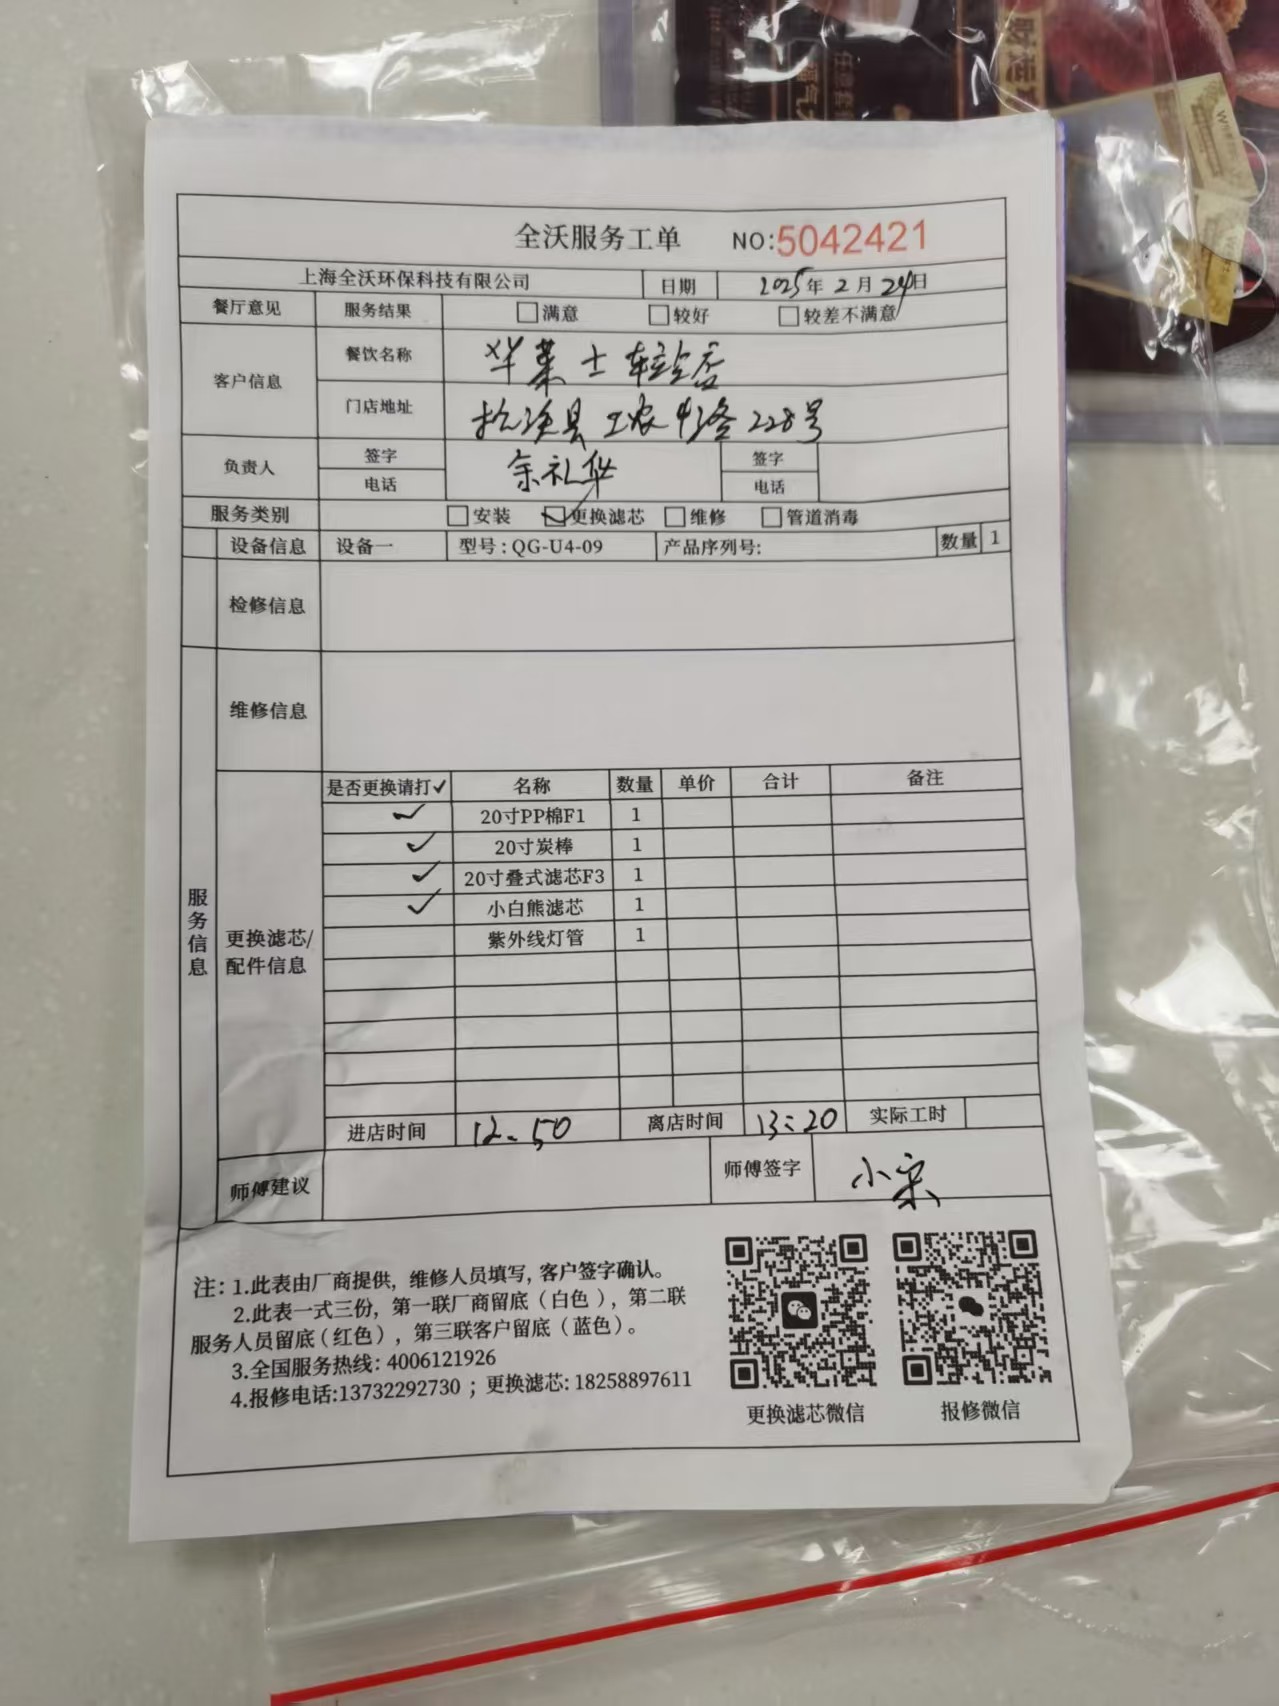 全沃服务工单 NO:5042421
上海全沃环保科技有限公司 日期 2025年2月24日
餐厅意见 服务结果 □满意 □较好 □较差不满意
客户信息 餐饮名称 华莱士 店
门店地址 县工农中路228号
负责人 签字 余礼华 签字
电话 电话
服务类别 □安装 ☑更换滤芯 □维修 □管道消毒
设备信息 设备一 型号:QG-U4-09 产品序列号: 数量 1
检修信息
维修信息
服务信息
更换滤芯/
配件信息
是否更换请打✓ 名称 数量 单价 合计 备注
✓ 20寸PP棉F1 1
✓ 20寸炭棒 1
✓ 20寸叠式滤芯F3 1
✓ 小白熊滤芯 1
紫外线灯管 1
进店时间 12:50 离店时间 13:20 实际工时
师傅建议 师傅签字 小宋
注: 1.此表由厂商提供, 维修人员填写, 客户签字确认。
2.此表一式三份, 第一联厂商留底（白色）, 第二联
服务人员留底（红色）, 第三联客户留底（蓝色）。
3.全国服务热线: 4006121926
4.报修电话:13732292730 ; 更换滤芯: 18258897611
更换滤芯微信 报修微信